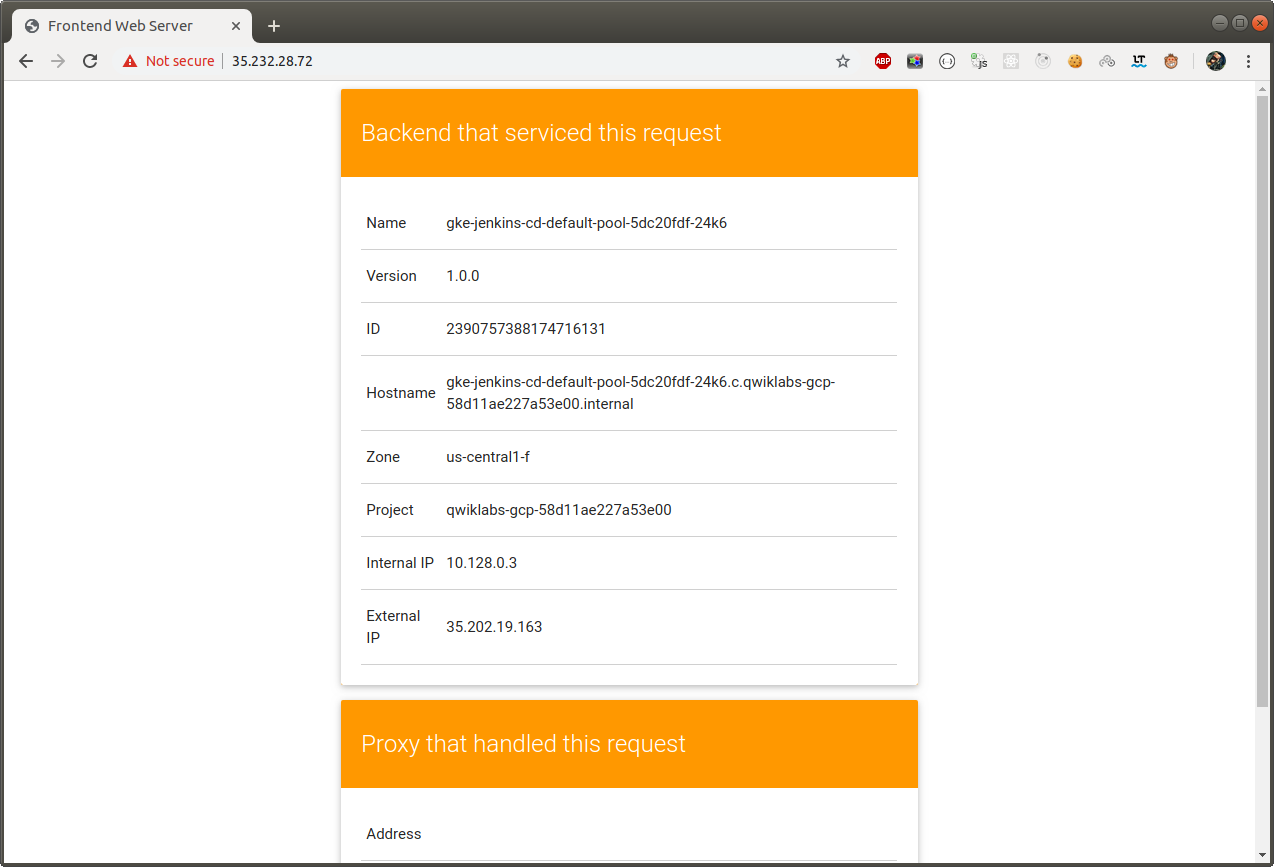 Frontend Web Server
Not secure 35.232.28.72
ABP
js
LT
Backend that serviced this request
Name gke-jenkins-cd-default-pool-5dc20fdf-24k6
Version 1.0.0
ID 2390757388174716131
Hostname gke-jenkins-cd-default-pool-5dc20fdf-24k6.c.qwiklabs-gcp-
58d11ae227a53e00.internal
Zone us-central1-f
Project qwiklabs-gcp-58d11ae227a53e00
Internal IP 10.128.0.3
External
IP 35.202.19.163
Proxy that handled this request
Address